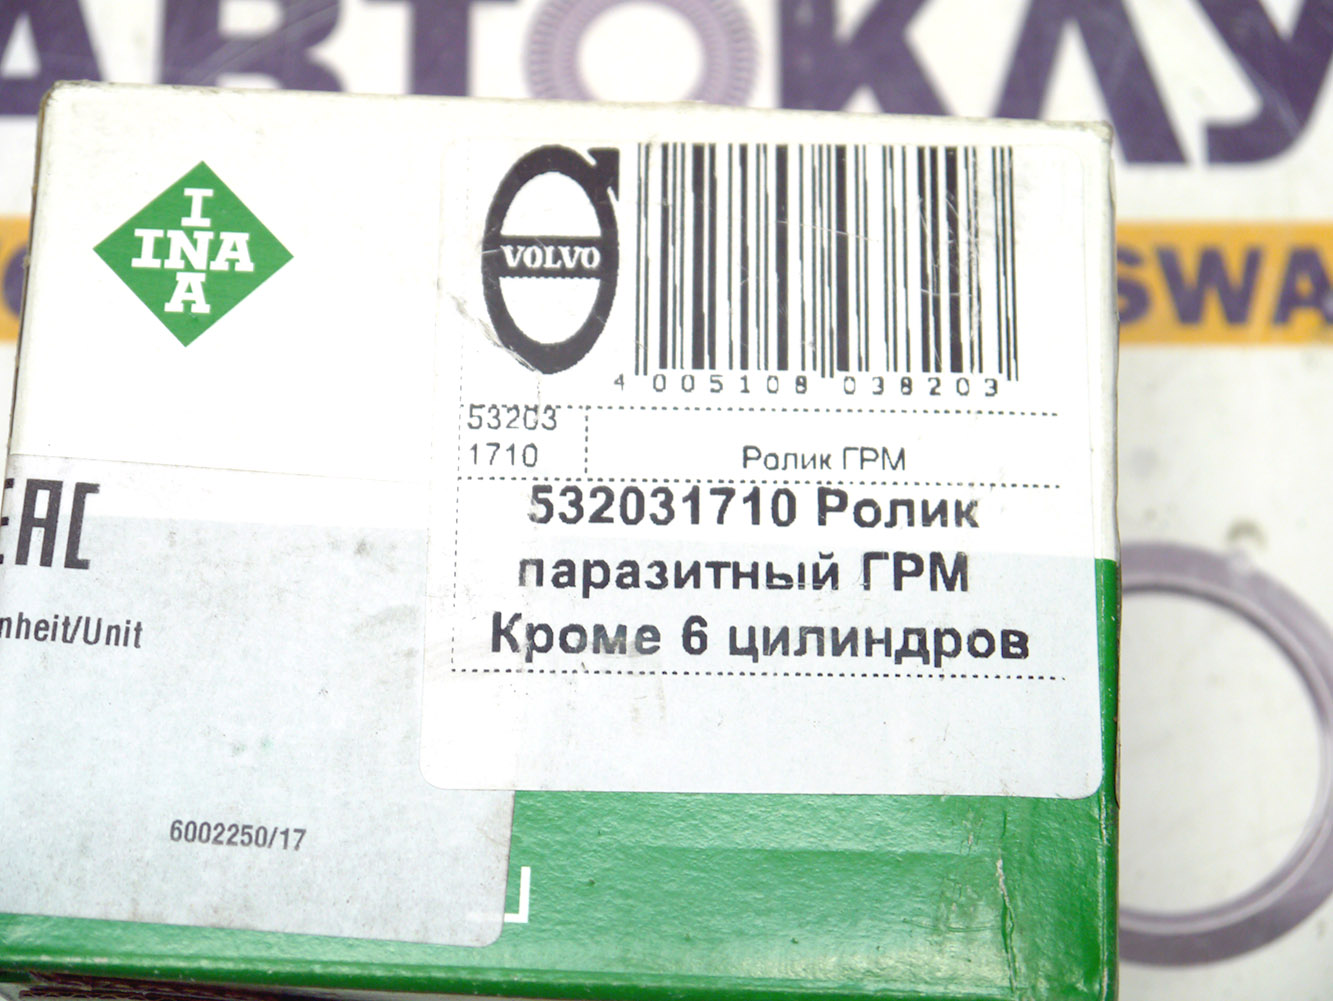 АВТОКЛУ
SWA
I
INA
A
VOLVO
4 005108 038203
53203
1710
Ролик ГРМ
532031710 Ролик
паразитный ГРМ
Кроме 6 цилиндров
EAC
nheit/Unit
6002250/17